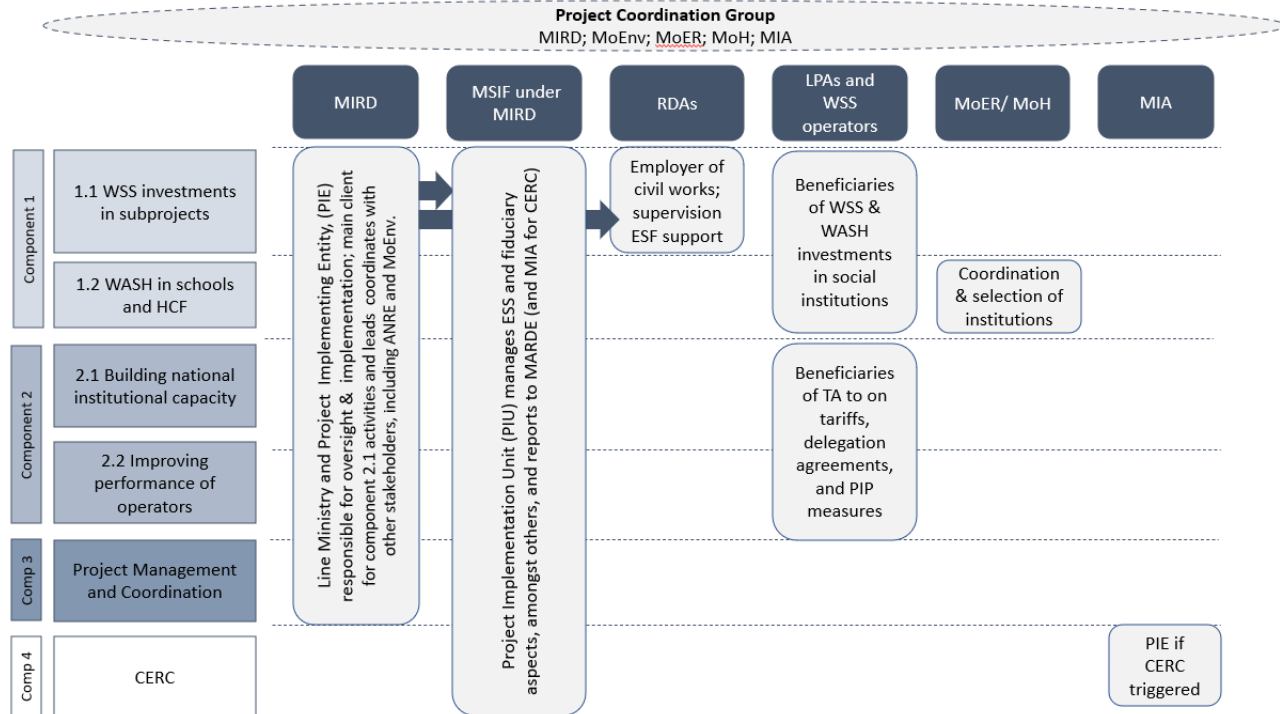 Project Coordination Group
MIRD; MoEnv; MoER; MoH; MIA
MIRD
MSIF under
MIRD
RDAs
LPAs and
WSS
operators
MoER/ MoH
MIA
Component 1
1.1 WSS investments
in subprojects
1.2 WASH in schools
and HCF
Component 2
2.1 Building national
institutional capacity
2.2 Improving
performance of
operators
Comp 3
Project Management
and Coordination
Comp 4
CERC
Line Ministry and Project Implementing Entity, (PIE)
responsible for oversight & implementation; main client
for component 2.1 activities and leads coordinates with
other stakeholders, including ANRE and MoEnv.
Project Implementation Unit (PIU) manages ESS and fiduciary
aspects, amongst others, and reports to MARDE (and MIA for CERC)
Employer of
civil works;
supervision
ESF support
Beneficiaries
of WSS &
WASH
investments
in social
institutions
Coordination
& selection of
institutions
Beneficiaries
of TA to on
tariffs,
delegation
agreements,
and PIP
measures
PIE if
CERC
triggered